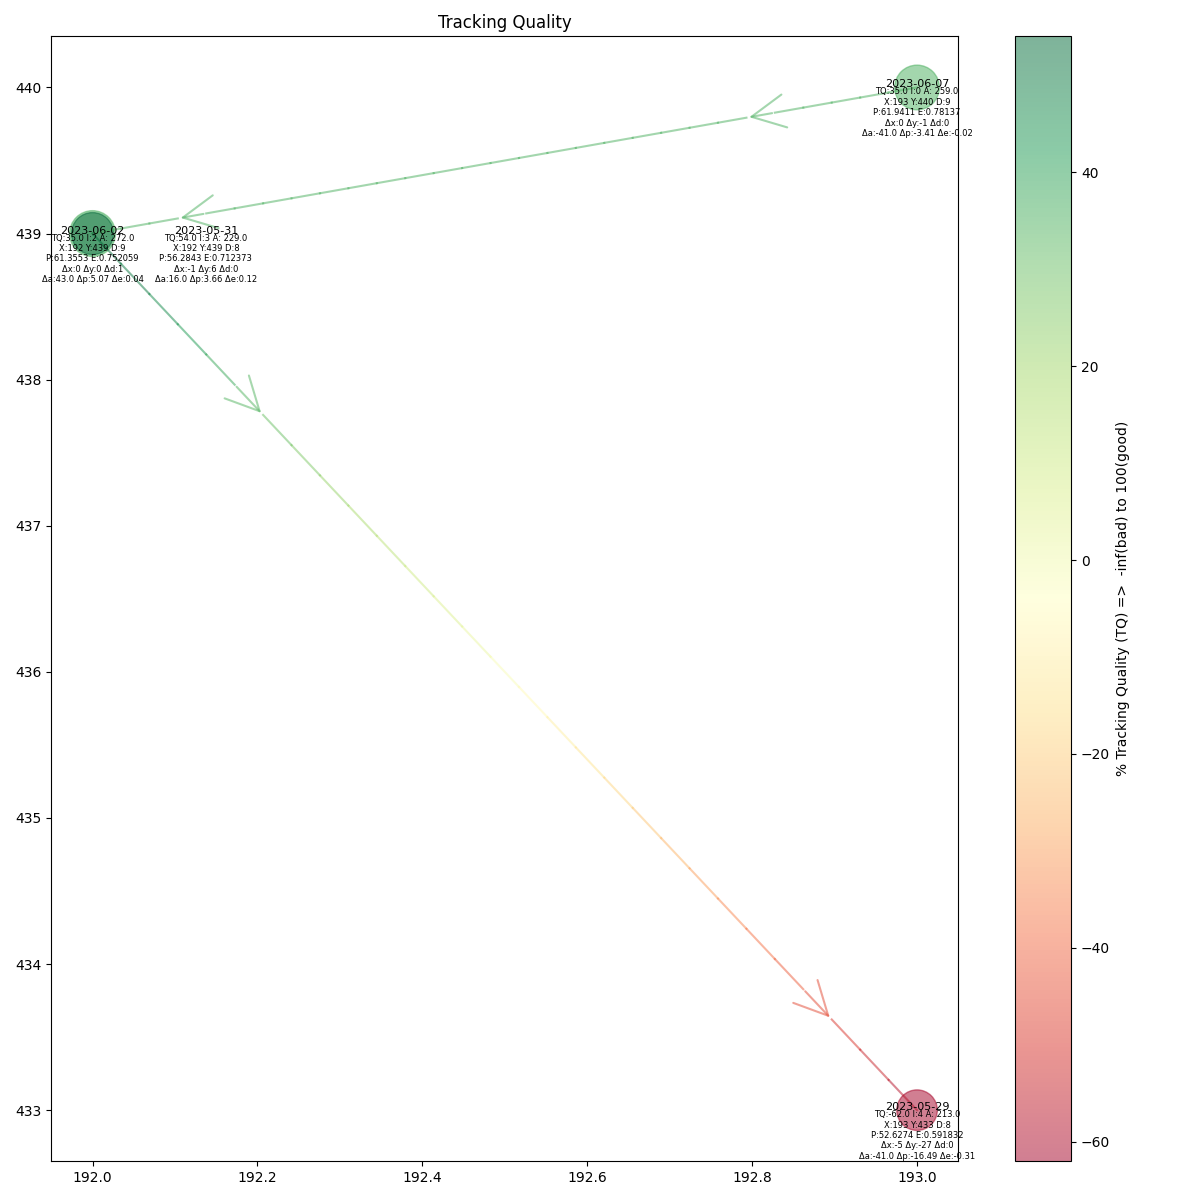 Tracking Quality
440
439
438
437
436
435
434
433
192.0
192.2
192.4
192.6
192.8
193.0
2023-06-07
TQ:35.0 I:0 A: 259.0
X:193 Y:440 D:9
P:61.9411 E:0.78137
Δx:0 Δy:-1 Δd:0
Δa:-41.0 Δp:-3.41 Δe:-0.02
2023-06-02
TQ:35.0 I:2 A: 272.0
X:192 Y:439 D:9
P:61.3553 E:0.752059
Δx:0 Δy:0 Δd:1
Δa:43.0 Δp:5.07 Δe:0.04
2023-05-31
TQ:54.0 I:3 A: 229.0
X:192 Y:439 D:8
P:56.2843 E:0.712373
Δx:-1 Δy:6 Δd:0
Δa:16.0 Δp:3.66 Δe:0.12
2023-05-29
TQ:-62.0 I:4 A: 213.0
X:193 Y:433 D:8
P:52.6274 E:0.591832
Δx:-5 Δy:-27 Δd:0
Δa:-41.0 Δp:-16.49 Δe:-0.31
40
20
0
−20
−40
−60
% Tracking Quality (TQ) => -inf(bad) to 100(good)